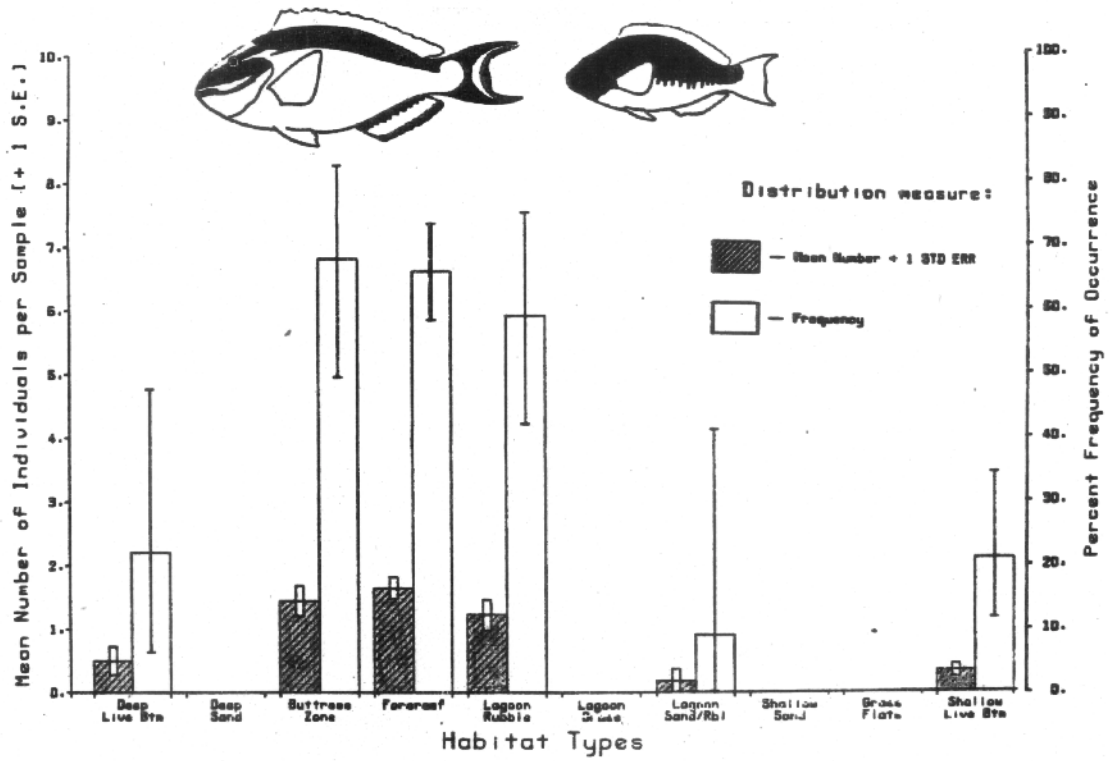 Mean Number of Individuals per Sample (+ 1 S.E.)
10.
9.
8.
7.
6.
5.
4.
3.
2.
1.
0.
Distribution measure:
— Mean Number + 1 STD ERR
— Frequency
100.
90.
80.
70.
60.
50.
40.
30.
20.
10.
0.
Percent Frequency of Occurrence
Deep
Live Btm
Deep
Sand
Buttress
Zone
Forereef
Lagoon
Rubble
Lagoon
Grass
Lagoon
Sand/Rbl
Shallow
Sand
Grass
Flats
Shallow
Live Btm
Habitat Types